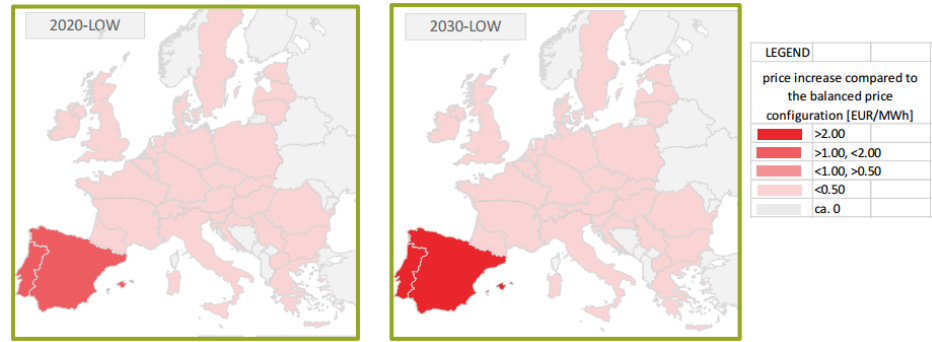 2020-LOW
2030-LOW
LEGEND
price increase compared to
the balanced price
configuration [EUR/MWh]
>2.00
>1.00, <2.00
<1.00, >0.50
<0.50
ca. 0